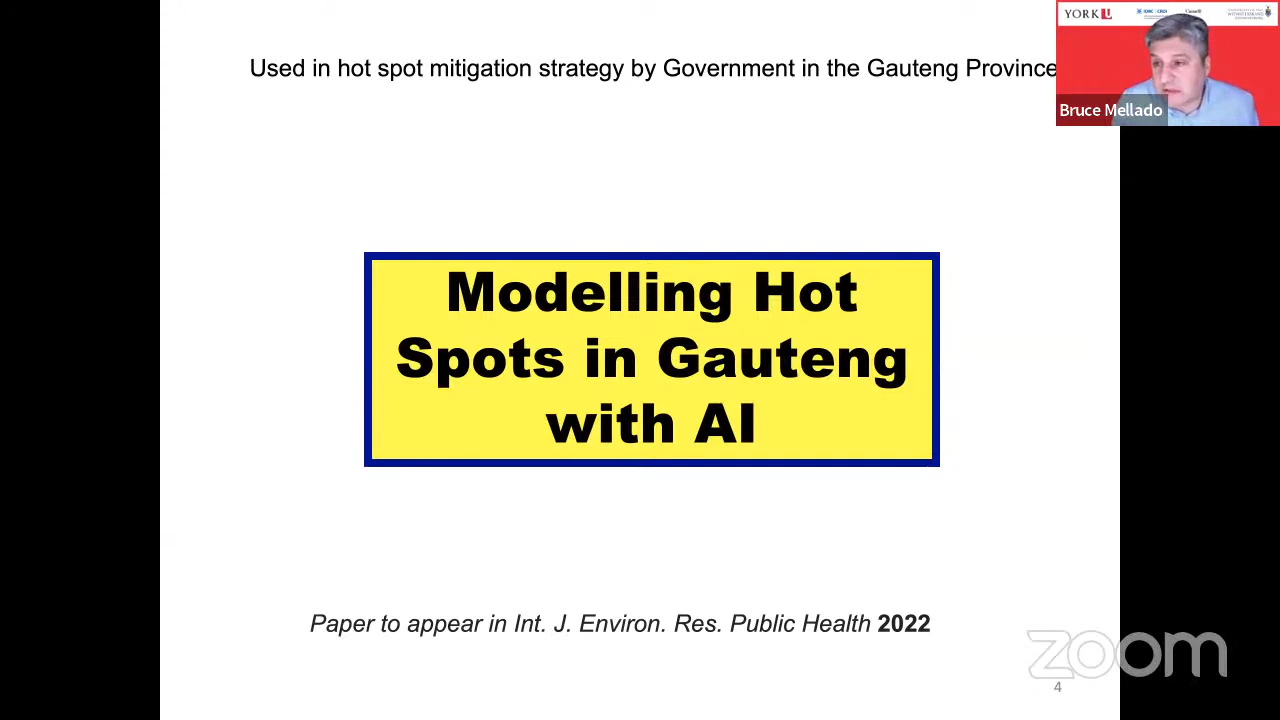 Used in hot spot mitigation strategy by Government in the Gauteng Province
YORK U
Bruce Mellado
Modelling Hot
Spots in Gauteng
with AI
Paper to appear in Int. J. Environ. Res. Public Health 2022
zoom
4